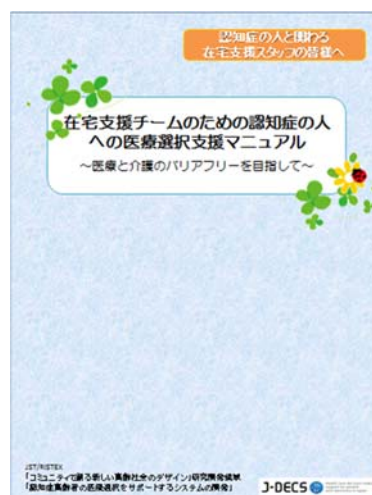 認知症の人と関わる
在宅支援スタッフの皆様へ
在宅支援チームのための認知症の人
への医療選択支援マニュアル
～医療と介護のバリアフリーを目指して～
JST/RISTEX
「コミュニティで創る新しい高齢社会のデザイン」研究開発領域
「認知症高齢者の医療選択をサポートするシステムの開発」
J-DECS